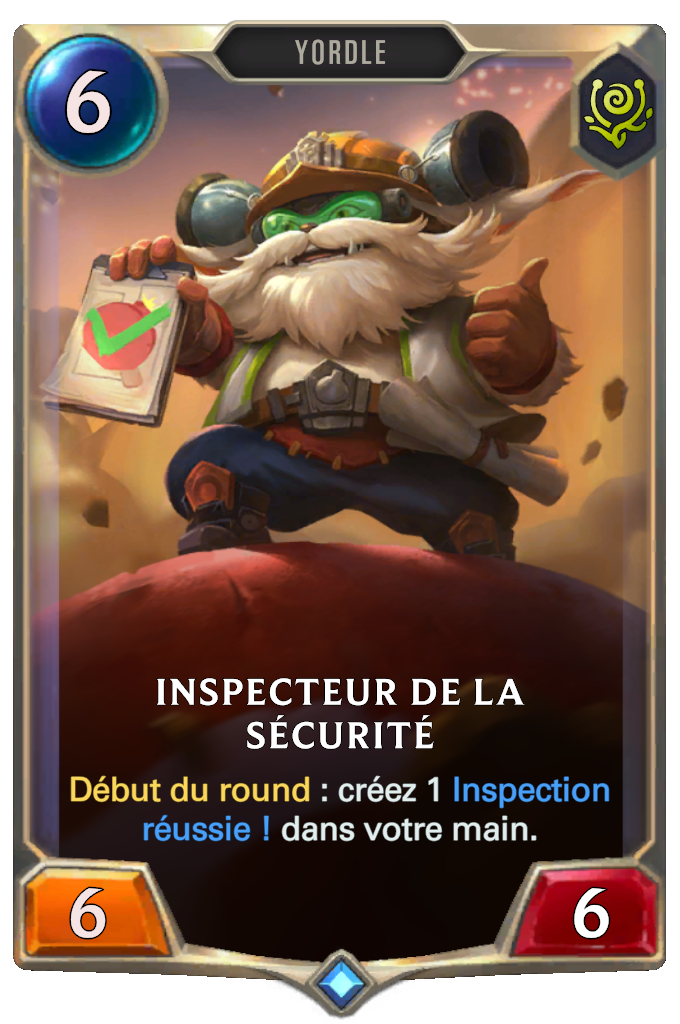 6
YORDLE
INSPECTEUR DE LA
SÉCURITÉ
Début du round : créez 1 Inspection
réussie ! dans votre main.
6
6